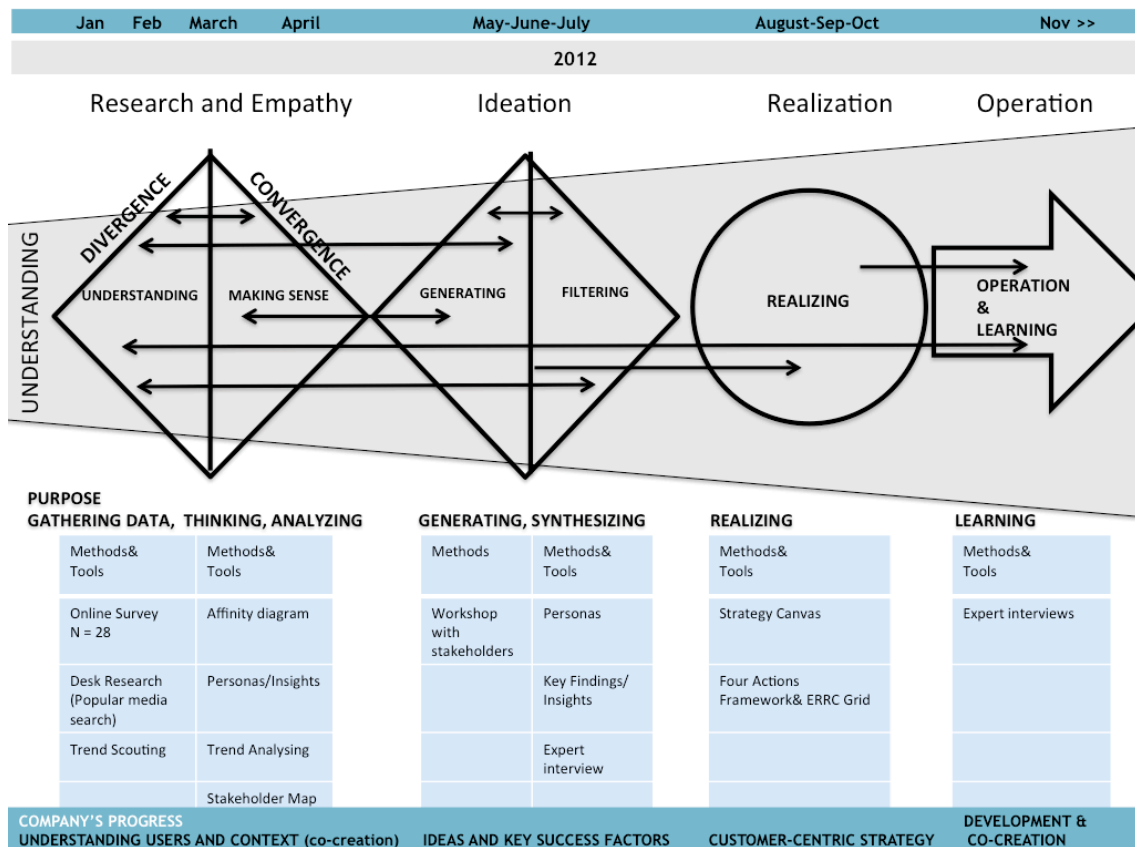 Jan Feb March April May-June-July August-Sep-Oct Nov >>
2012
Research and Empathy Ideation Realization Operation
DIVERGENCE
CONVERGENCE
UNDERSTANDING
UNDERSTANDING MAKING SENSE GENERATING FILTERING REALIZING
OPERATION
&
LEARNING
PURPOSE
GATHERING DATA, THINKING, ANALYZING
Methods&
Tools
Methods&
Tools
Online Survey
N = 28
Affinity diagram
Desk Research
(Popular media
search)
Personas/Insights
Trend Scouting
Trend Analysing
Stakeholder Map
GENERATING, SYNTHESIZING
Methods
Methods&
Tools
Workshop
with
stakeholders
Personas
Key Findings/
Insights
Expert
interview
REALIZING
Methods&
Tools
Strategy Canvas
Four Actions
Framework& ERRC Grid
LEARNING
Methods&
Tools
Expert interviews
COMPANY'S PROGRESS
UNDERSTANDING USERS AND CONTEXT (co-creation)
IDEAS AND KEY SUCCESS FACTORS
CUSTOMER-CENTRIC STRATEGY
DEVELOPMENT &
CO-CREATION